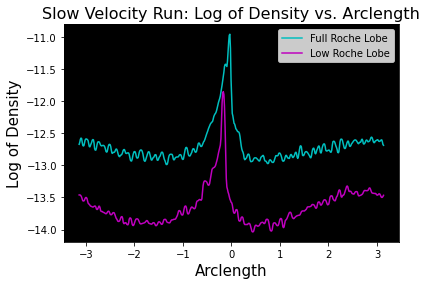 Slow Velocity Run: Log of Density vs. Arclength
Full Roche Lobe
Low Roche Lobe
Log of Density
−11.0
−11.5
−12.0
−12.5
−13.0
−13.5
−14.0
−3
−2
−1
0
1
2
3
Arclength